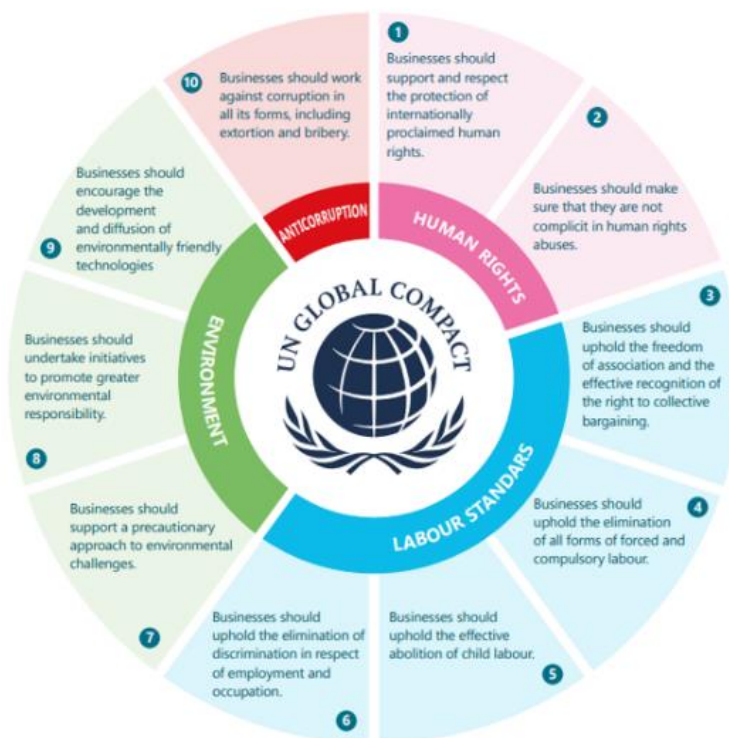 1
Businesses should
support and respect
the protection of
internationally
proclaimed human
rights.
2
Businesses should make
sure that they are not
complicit in human rights
abuses.
3
Businesses should
uphold the freedom
of association and the
effective recognition of
the right to collective
bargaining.
4
Businesses should
uphold the elimination
of all forms of forced and
compulsory labour.
Businesses should
uphold the effective
abolition of child labour.
5
Businesses should
uphold the elimination of
discrimination in respect
of employment and
occupation.
6
Businesses should
support a precautionary
approach to environmental
challenges.
7
Businesses should
undertake initiatives
to promote greater
environmental
responsibility.
8
Businesses should
encourage the
development
and diffusion of
environmentally friendly
technologies
9
10
Businesses should work
against corruption in
all its forms, including
extortion and bribery.
HUMAN RIGHTS
LABOUR STANDARS
ENVIRONMENT
ANTICORRUPTION
UN GLOBAL COMPACT